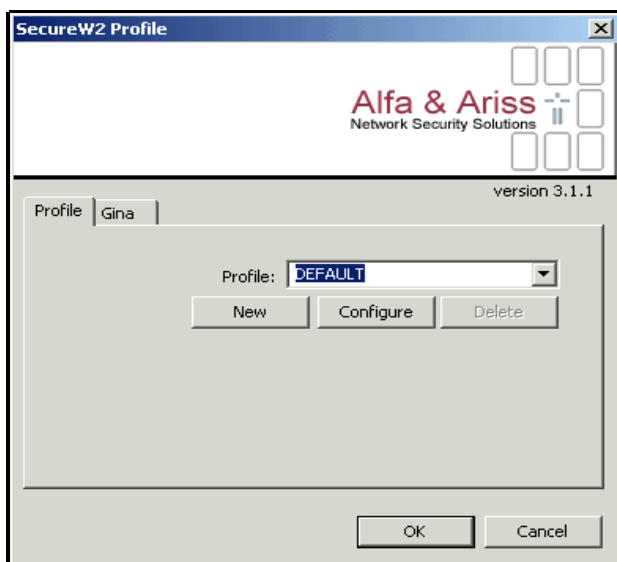 SecureW2 Profile
Alfa & Ariss
Network Security Solutions
version 3.1.1
Profile Gina
Profile: DEFAULT
New Configure Delete
OK Cancel